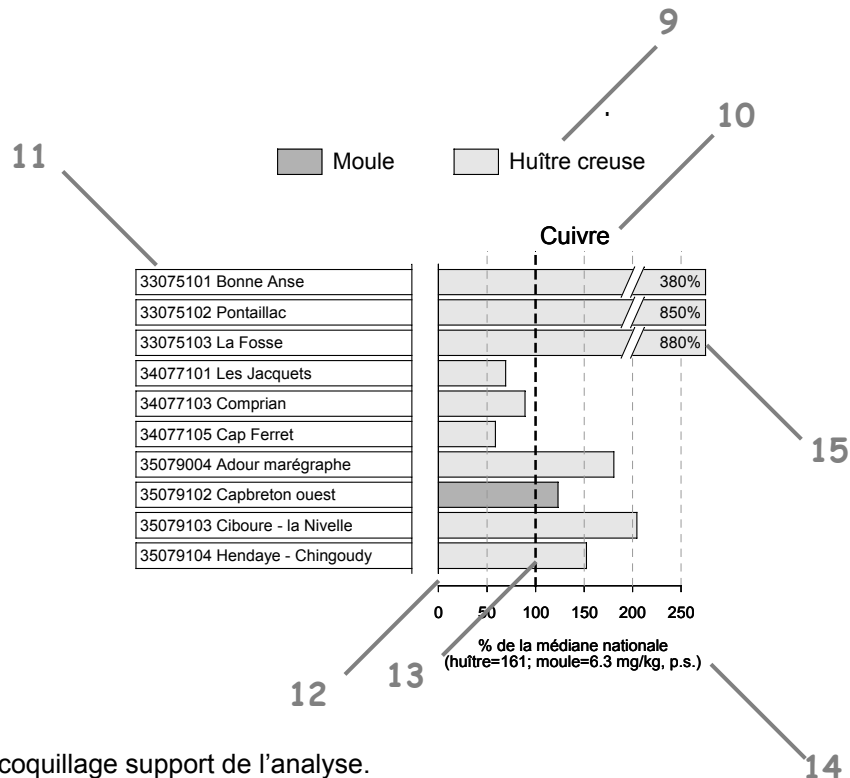 9
10
11
Moule
Huître creuse
Cuivre
33075101 Bonne Anse
380%
33075102 Pontaillac
850%
33075103 La Fosse
880%
34077101 Les Jacquets
34077103 Comprian
34077105 Cap Ferret
15
35079004 Adour marégraphe
35079102 Capbreton ouest
35079103 Ciboure - la Nivelle
35079104 Hendaye - Chingoudy
0 50 100 150 200 250
% de la médiane nationale
(huître=161; moule=6.3 mg/kg, p.s.)
12
13
14
coquillage support de l’analyse.